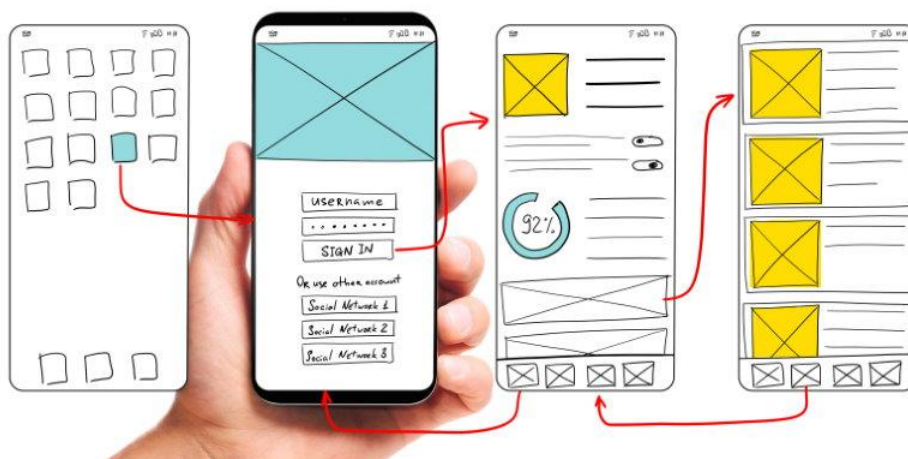 Username
SIGN IN
Or use other account
Social Network 1
Social Network 2
Social Network 3
92%